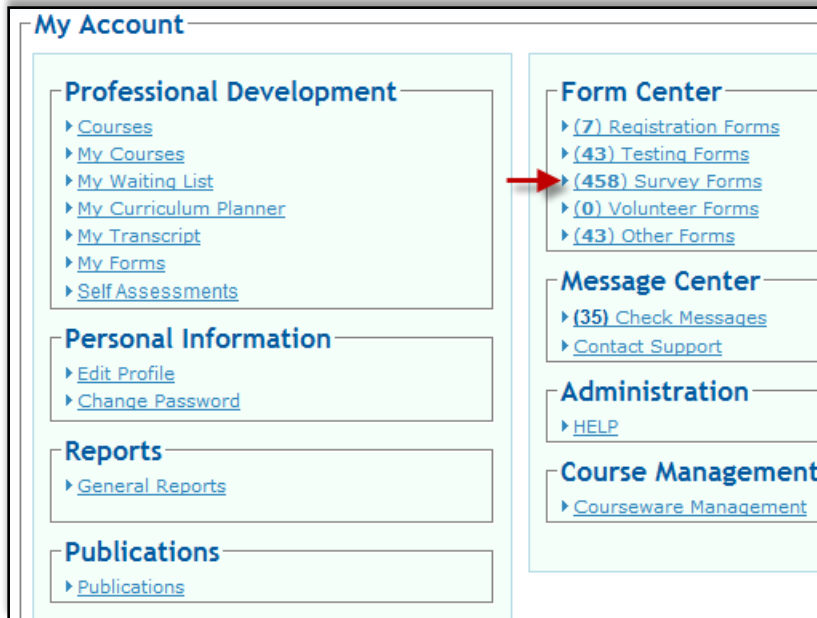 My Account
Professional Development
Courses
My Courses
My Waiting List
My Curriculum Planner
My Transcript
My Forms
Self Assessments
Personal Information
Edit Profile
Change Password
Reports
General Reports
Publications
Publications
Form Center
(7) Registration Forms
(43) Testing Forms
(458) Survey Forms
(0) Volunteer Forms
(43) Other Forms
Message Center
(35) Check Messages
Contact Support
Administration
HELP
Course Management
Courseware Management